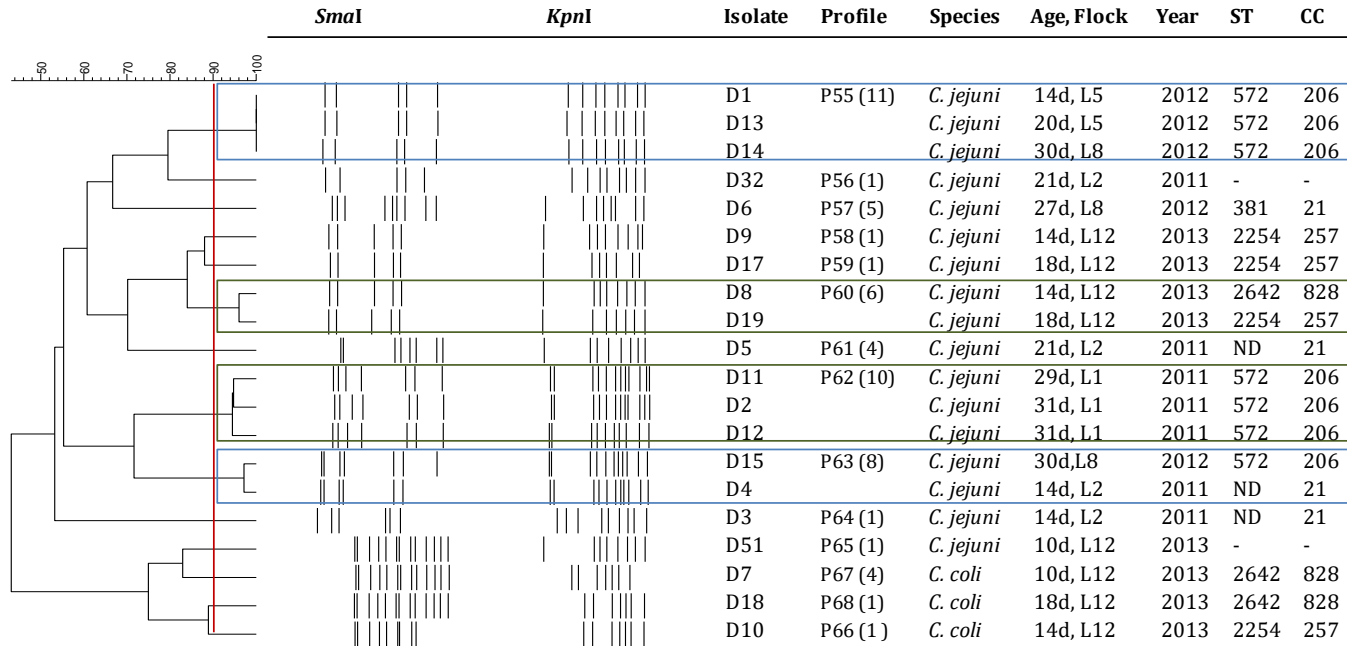 SmaI KpnI Isolate Profile Species Age, Flock Year ST CC
50 60 70 80 90 100
D1 P55 (11) C. jejuni 14d, L5 2012 572 206
D13 C. jejuni 20d, L5 2012 572 206
D14 C. jejuni 30d, L8 2012 572 206
D32 P56 (1) C. jejuni 21d, L2 2011 - -
D6 P57 (5) C. jejuni 27d, L8 2012 381 21
D9 P58 (1) C. jejuni 14d, L12 2013 2254 257
D17 P59 (1) C. jejuni 18d, L12 2013 2254 257
D8 P60 (6) C. jejuni 14d, L12 2013 2642 828
D19 C. jejuni 18d, L12 2013 2254 257
D5 P61 (4) C. jejuni 21d, L2 2011 ND 21
D11 P62 (10) C. jejuni 29d, L1 2011 572 206
D2 C. jejuni 31d, L1 2011 572 206
D12 C. jejuni 31d, L1 2011 572 206
D15 P63 (8) C. jejuni 30d,L8 2012 572 206
D4 C. jejuni 14d, L2 2011 ND 21
D3 P64 (1) C. jejuni 14d, L2 2011 ND 21
D51 P65 (1) C. jejuni 10d, L12 2013 - -
D7 P67 (4) C. coli 10d, L12 2013 2642 828
D18 P68 (1) C. coli 18d, L12 2013 2642 828
D10 P66 (1) C. coli 14d, L12 2013 2254 257